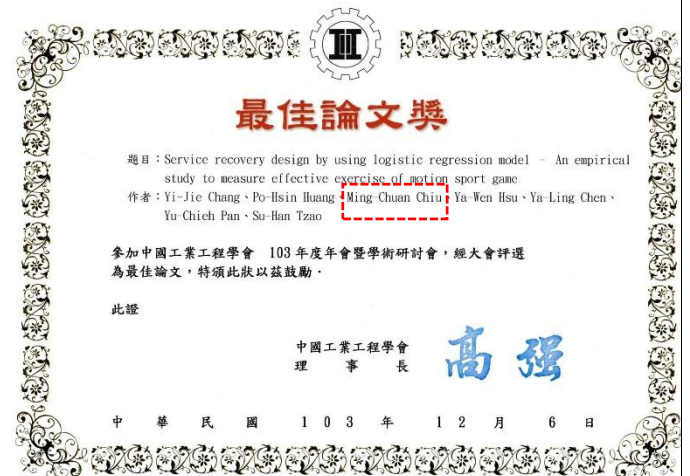 最佳論文獎
題目：Service recovery design by using logistic regression model – An empirical
study to measure effective exercise of motion sport game
作者：Yi-Jie Chang、Po-Hsin Huang、Ming-Chuan Chiu、Ya-Wen Hsu、Ya-Ling Chen、
Yu-Chieh Pan、Su-Han Tzao
參加中國工業工程學會 103年度年會暨學術研討會，經大會評選
為最佳論文，特頒此狀以茲鼓勵．
此證
中國工業工程學會
理事長 高强
中華民國103年12月6日